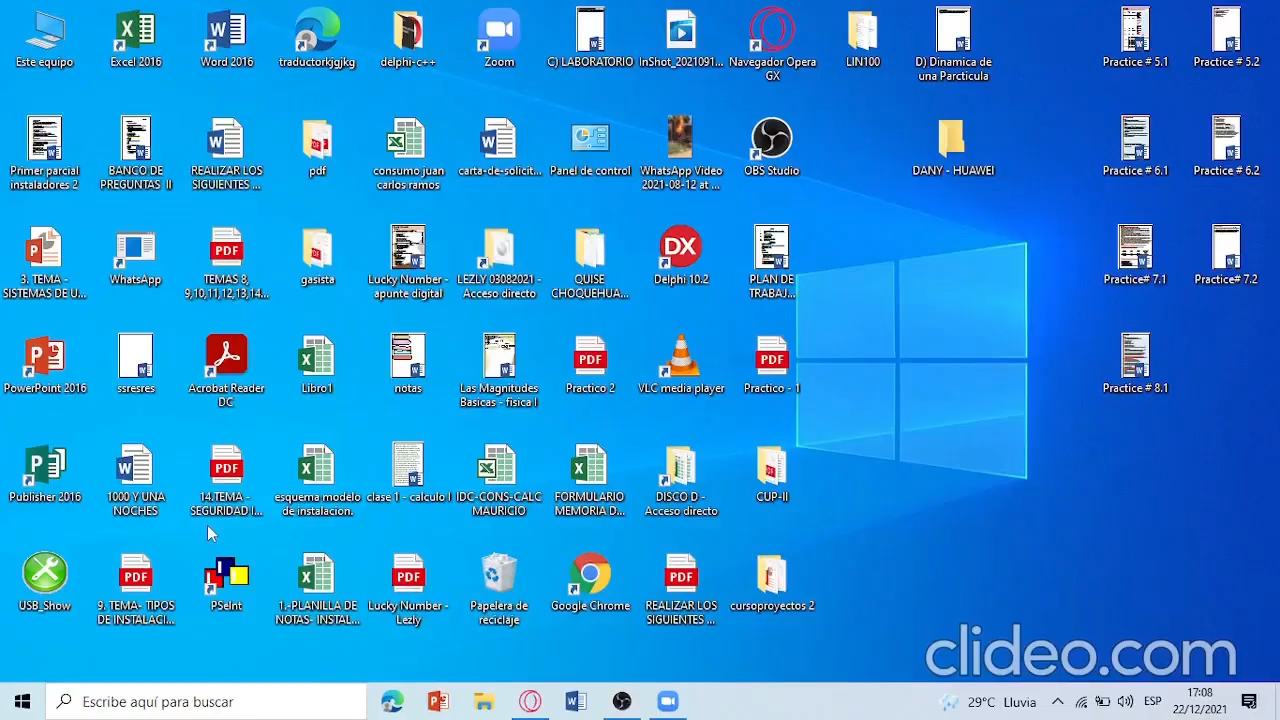 Este equipo
Excel 2016
Word 2016
traductorkjgjkg
delphi-c++
Zoom
C) LABORATORIO
InShot_2021091...
Navegador Opera
GX
LIN100
D) Dinamica de
una Parcticula
Practice # 5.1
Practice # 5.2
Primer parcial
instaladores 2
BANCO DE
PREGUNTAS II
REALIZAR LOS
SIGUIENTES ...
pdf
consumo juan
carlos ramos
carta-de-solicit...
Panel de control
WhatsApp Video
2021-08-12 at ...
OBS Studio
DANY - HUAWEI
Practice # 6.1
Practice # 6.2
3. TEMA -
SISTEMAS DE U...
WhatsApp
PDF
TEMAS 8,
9,10,11,12,13,14...
gasista
Lucky Number -
apunte digital
LEZLY 03082021 -
Acceso directo
QUISE
CHOQUEHUA...
DX
Delphi 10.2
PLAN DE
TRABAJ...
Practice# 7.1
Practice# 7.2
PowerPoint 2016
ssresres
Acrobat Reader
DC
Libro1
notas
Las Magnitudes
Basicas - fisica I
PDF
Practico 2
VLC media player
PDF
Practico - 1
Practice # 8.1
Publisher 2016
1000 Y UNA
NOCHES
PDF
14.TEMA -
SEGURIDAD I...
esquema modelo
de instalacion.
clase 1 - calculo I
IDC-CONS-CALC
MAURICIO
FORMULARIO
MEMORIA D...
DISCO D -
Acceso directo
CUP-II
USB_Show
PDF
9. TEMA- TIPOS
DE INSTALACI...
PSeInt
1.-PLANILLA DE
NOTAS- INSTAL...
PDF
Lucky Number -
Lezly
Papelera de
reciclaje
Google Chrome
PDF
REALIZAR LOS
SIGUIENTES ...
cursoproyectos 2
clideo.com
Escribe aquí para buscar
29°C Lluvia
ESP
17:08
22/12/2021